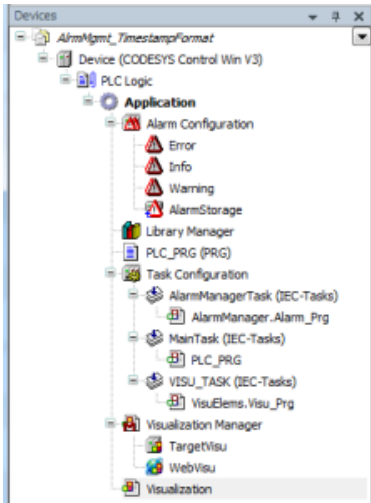 Devices
AlrmMgmt_TimestampFormat
Device (CODESYS Control Win V3)
PLC Logic
Application
Alarm Configuration
Error
Info
Warning
AlarmStorage
Library Manager
PLC_PRG (PRG)
Task Configuration
AlarmManagerTask (IEC-Tasks)
AlarmManager.Alarm_Prg
MainTask (IEC-Tasks)
PLC_PRG
VISU_TASK (IEC-Tasks)
VisuElems.Visu_Prg
Visualization Manager
TargetVisu
WebVisu
Visualization